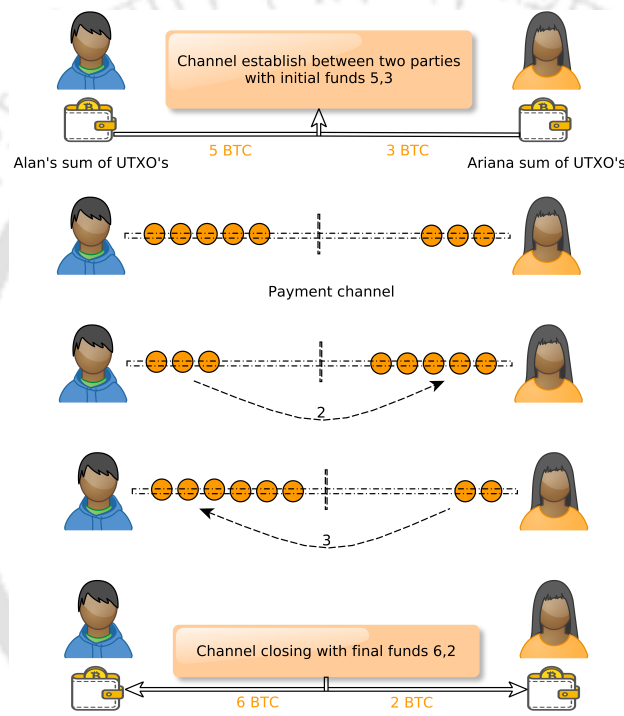 Channel establish between two parties
with initial funds 5,3
5 BTC
3 BTC
Alan's sum of UTXO's
Ariana sum of UTXO's
Payment channel
2
3
Channel closing with final funds 6,2
6 BTC
2 BTC